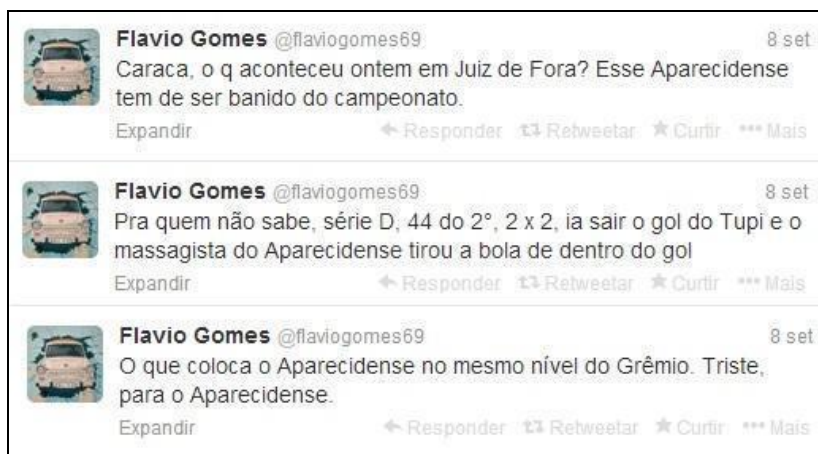 Flavio Gomes @flaviogomes69 8 set
Caraca, o q aconteceu ontem em Juiz de Fora? Esse Aparecidense
tem de ser banido do campeonato.
Expandir Responder Retweetar Curtir Mais
Flavio Gomes @flaviogomes69 8 set
Pra quem não sabe, série D, 44 do 2°, 2 x 2, ia sair o gol do Tupi e o
massagista do Aparecidense tirou a bola de dentro do gol
Expandir Responder Retweetar Curtir Mais
Flavio Gomes @flaviogomes69 8 set
O que coloca o Aparecidense no mesmo nível do Grêmio. Triste,
para o Aparecidense.
Expandir Responder Retweetar Curtir Mais